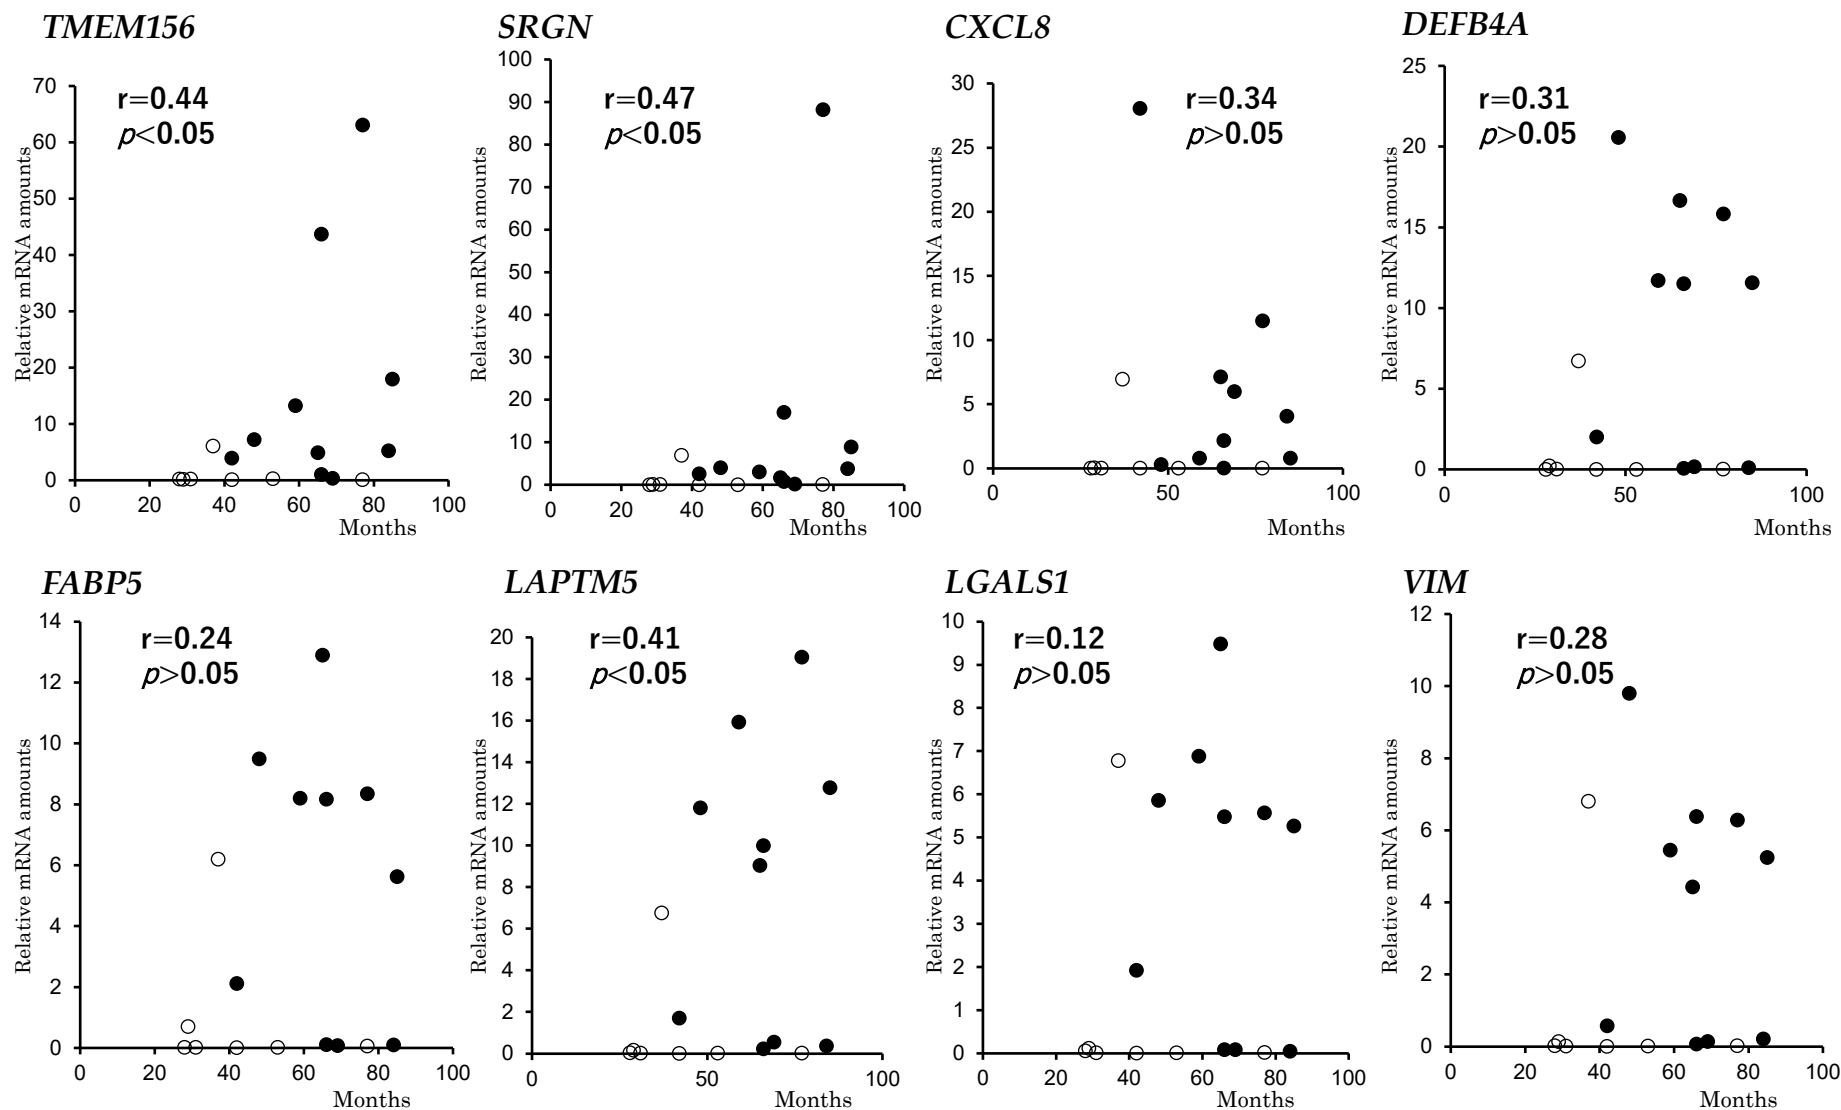 TMEM156
r=0.44
p<0.05
Relative mRNA amounts
70
60
50
40
30
20
10
0
0 20 40 60 80 100
Months
SRGN
r=0.47
p<0.05
Relative mRNA amounts
100
90
80
70
60
50
40
30
20
10
0
0 20 40 60 80 100
Months
CXCL8
r=0.34
p>0.05
Relative mRNA amounts
30
25
20
15
10
5
0
0 50 100
Months
DEFB4A
r=0.31
p>0.05
Relative mRNA amounts
25
20
15
10
5
0
0 50 100
Months
FABP5
r=0.24
p>0.05
Relative mRNA amounts
14
12
10
8
6
4
2
0
0 20 40 60 80 100
Months
LAPTM5
r=0.41
p<0.05
Relative mRNA amounts
20
18
16
14
12
10
8
6
4
2
0
0 50 100
Months
LGALS1
r=0.12
p>0.05
Relative mRNA amounts
10
9
8
7
6
5
4
3
2
1
0
0 20 40 60 80 100
Months
VIM
r=0.28
p>0.05
Relative mRNA amounts
12
10
8
6
4
2
0
0 20 40 60 80 100
Months